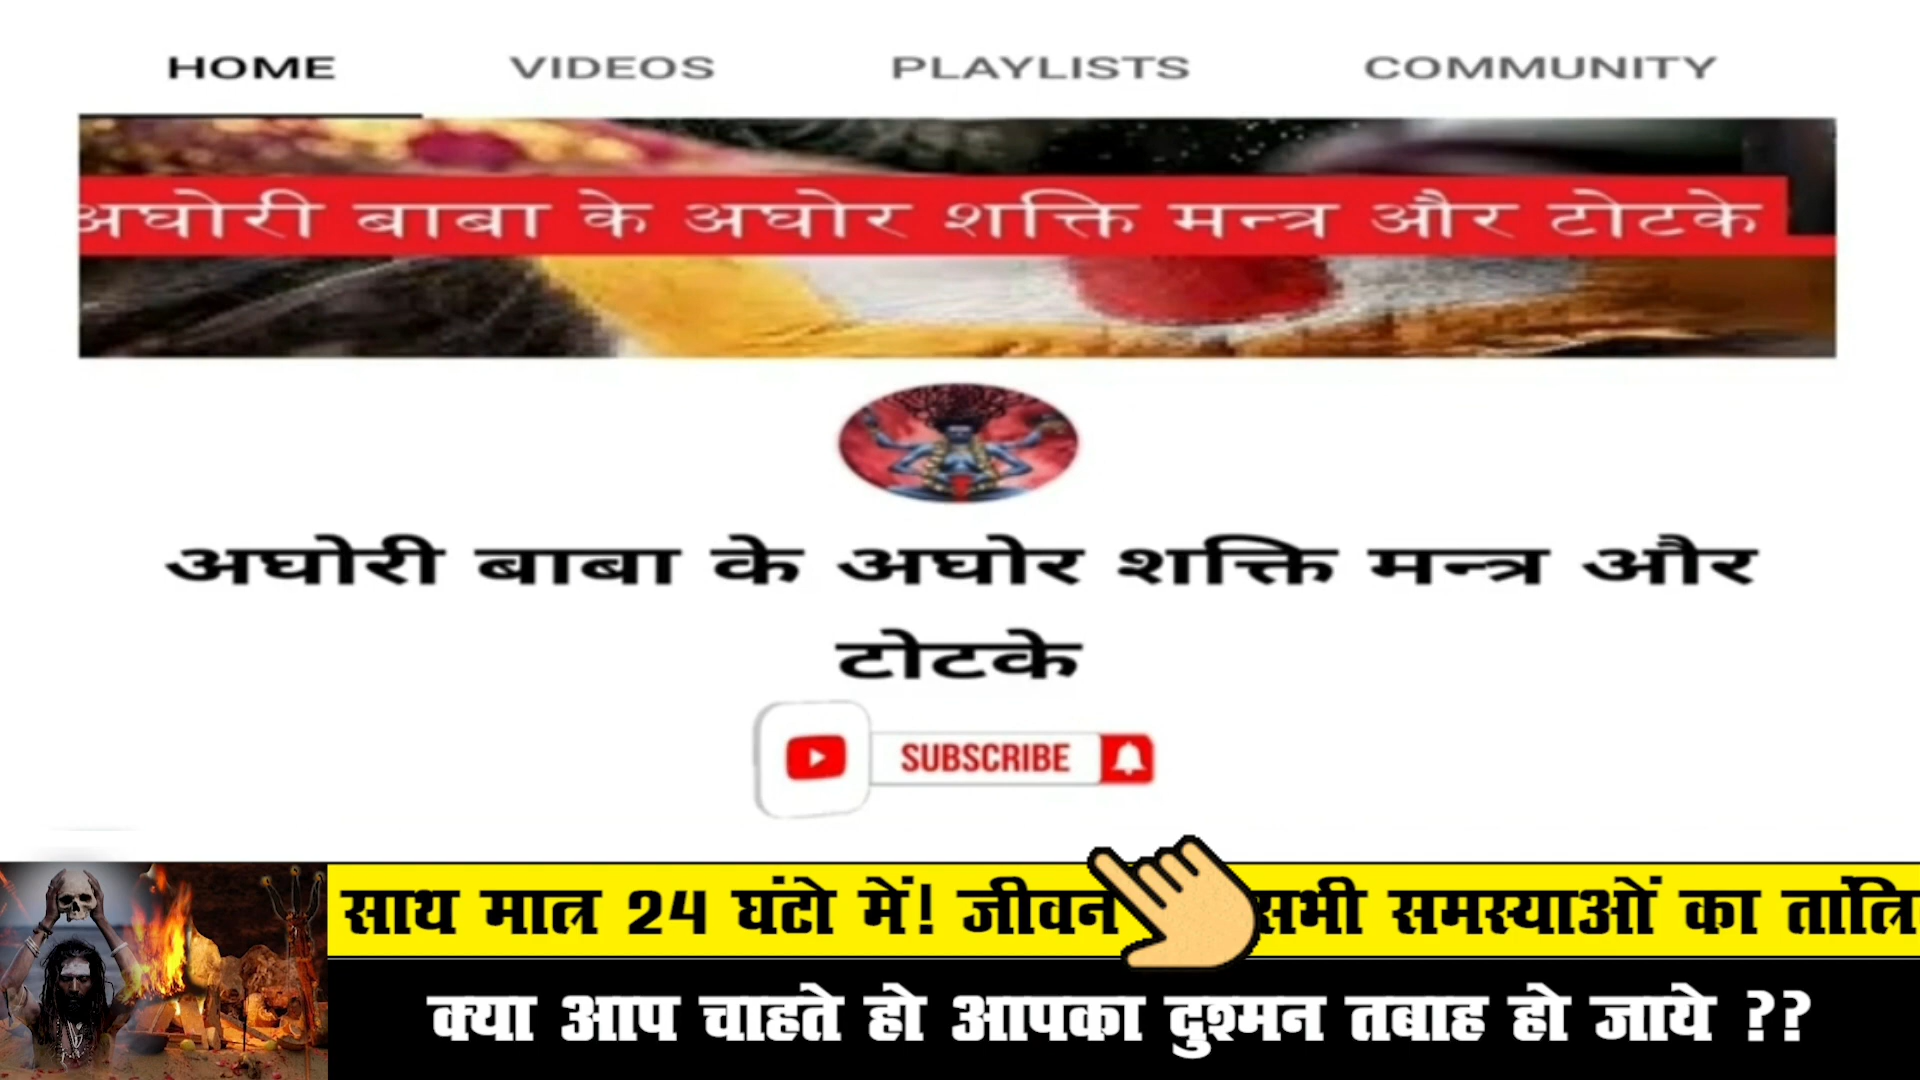 HOME VIDEOS PLAYLISTS COMMUNITY
अघोरी बाबा के अघोर शक्ति मन्त्र और टोटके
अघोरी बाबा के अघोर शक्ति मन्त्र और
टोटके
SUBSCRIBE
साथ मात्र 24 घंटो में! जीवन सभी समस्याओं का
क्या आप चाहते हो आपका दुश्मन तबाह हो जाये ??